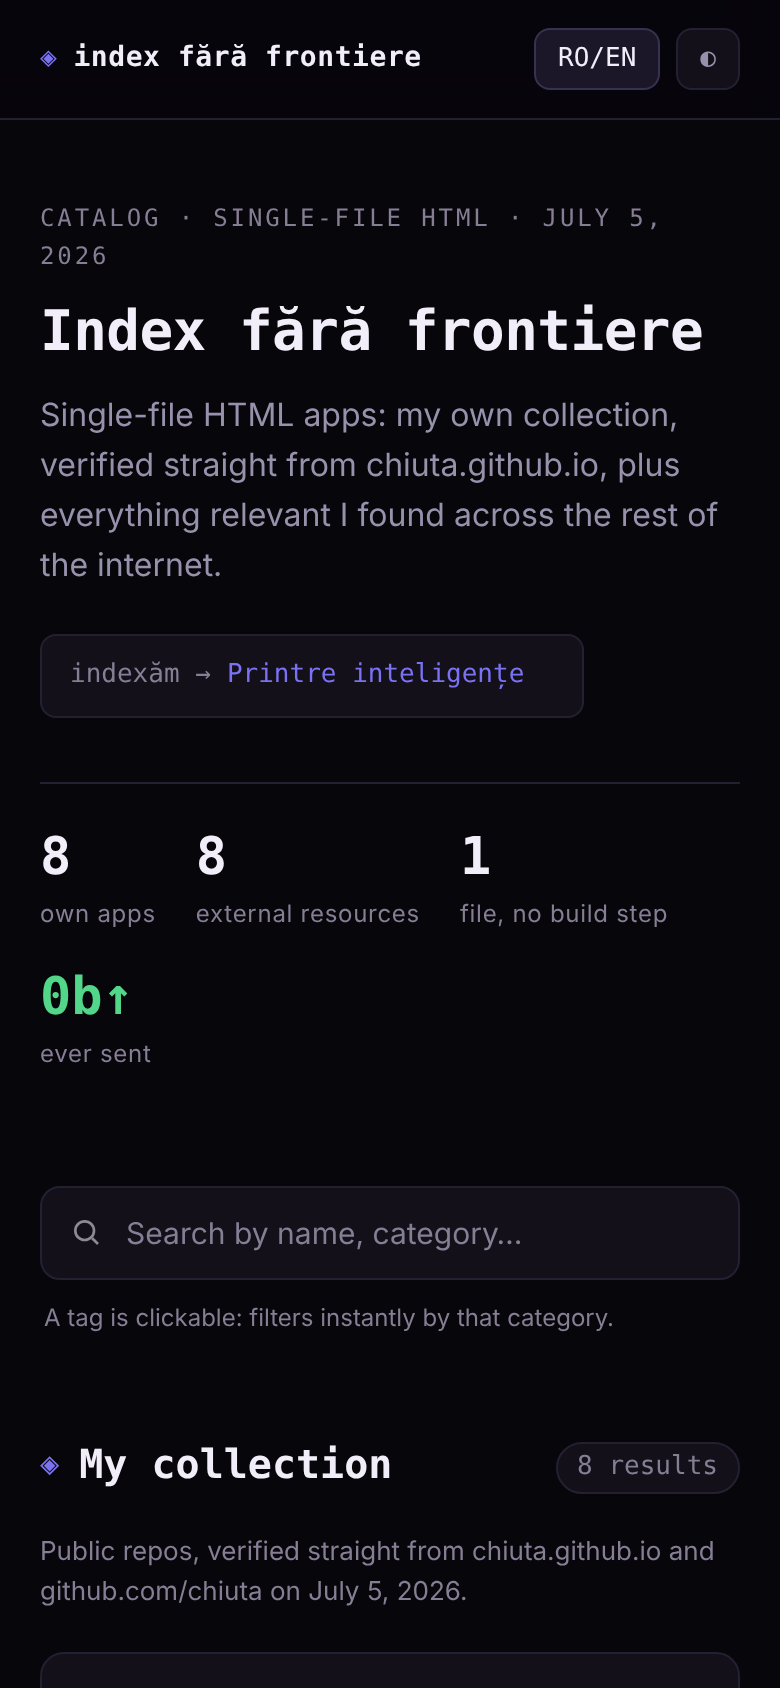 ◈ index fără frontiere
RO/EN
◐
CATALOG · SINGLE-FILE HTML · JULY 5,
2026
Index fără frontiere
Single-file HTML apps: my own collection,
verified straight from chiuta.github.io, plus
everything relevant I found across the rest of
the internet.
indexăm → Printre inteligențe
8
own apps
8
external resources
1
file, no build step
0b↑
ever sent
Search by name, category...
A tag is clickable: filters instantly by that category.
◈ My collection
8 results
Public repos, verified straight from chiuta.github.io and
github.com/chiuta on July 5, 2026.